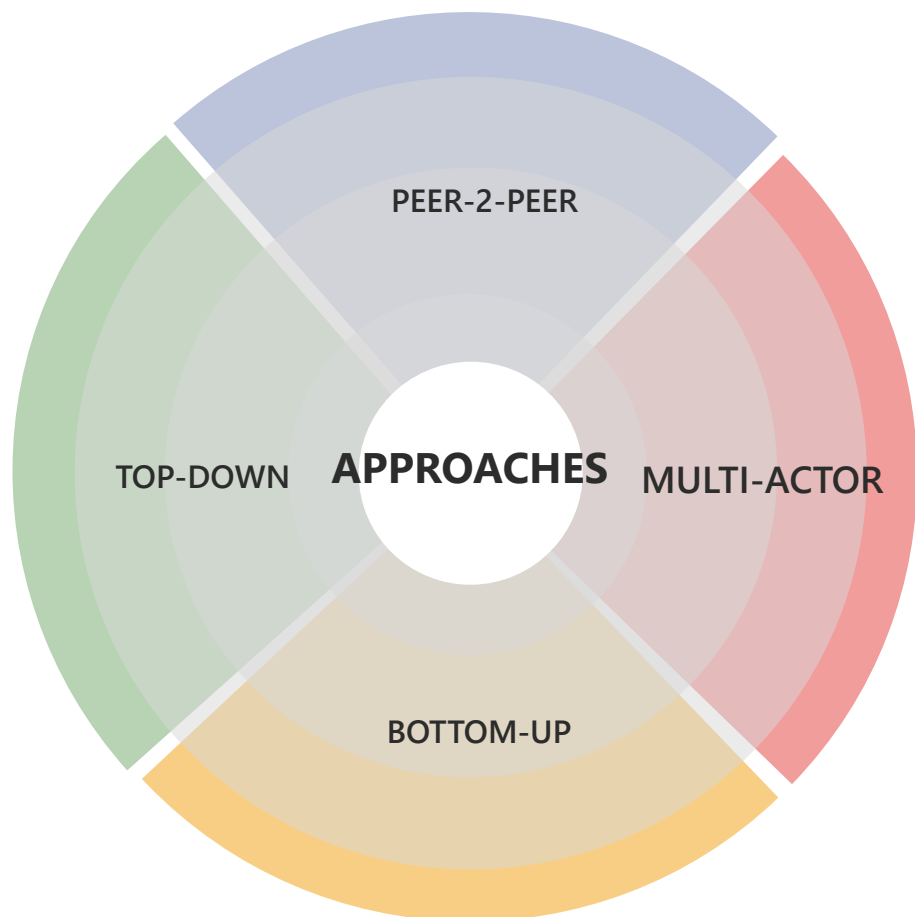 PEER-2-PEER
TOP-DOWN
APPROACHES
MULTI-ACTOR
BOTTOM-UP